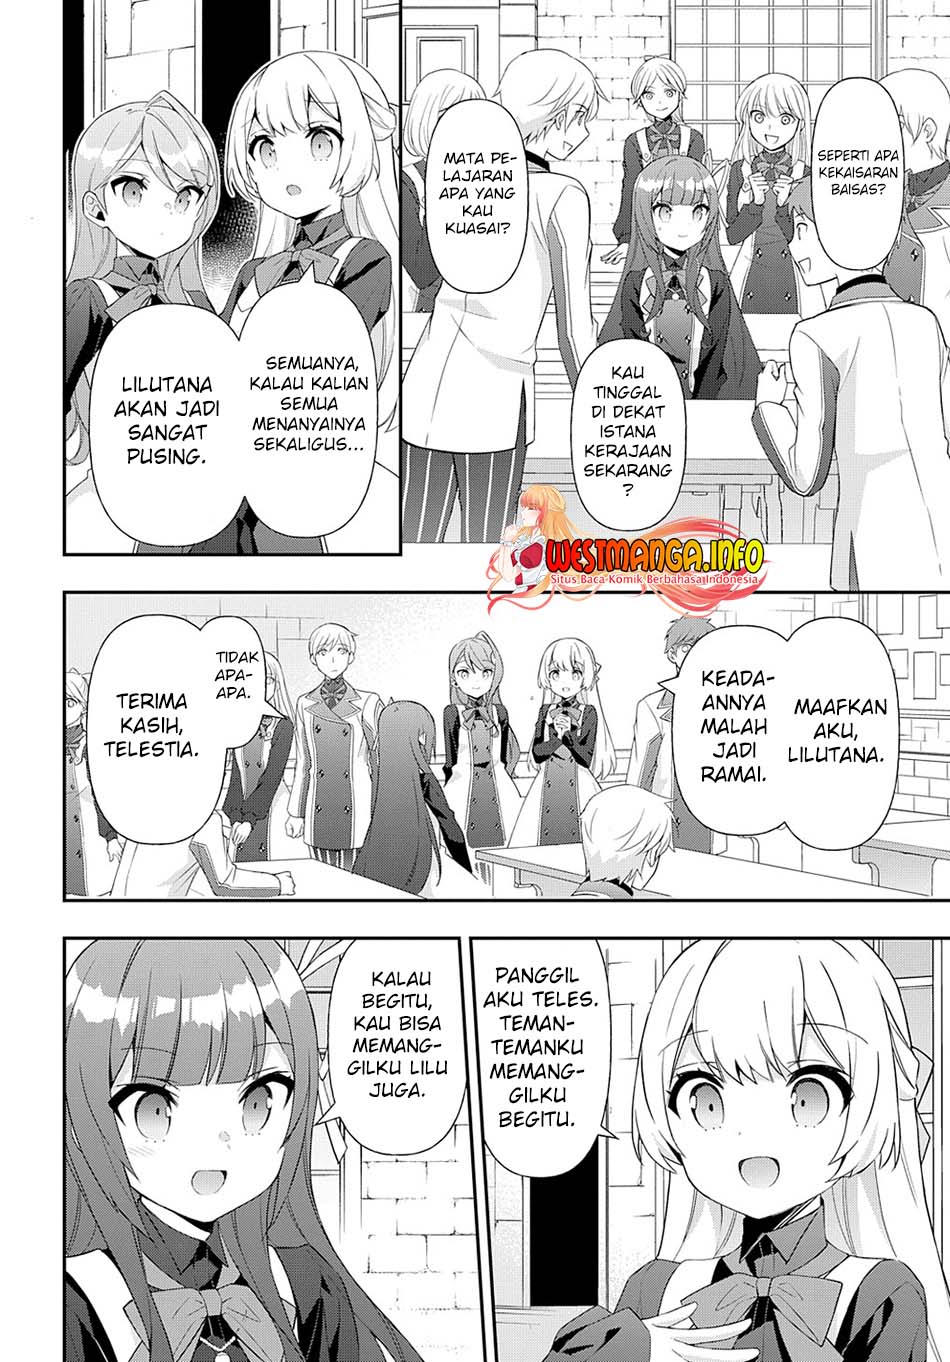 SEPERTI APA
KEKAISARAN
BAISAS?
MATA PE-
LAJARAN
APA YANG
KAU
KUASAI?
KAU
TINGGAL
DI DEKAT
ISTANA
KERAJAAN
SEKARANG
?
SEMUANYA,
KALAU KALIAN
SEMUA
MENANYAINYA
SEKALIGUS...
LILUTANA
AKAN JADI
SANGAT
PUSING.
WESTMANGA.INFO
Situs Baca Komik Berbahasa Indonesia
MAAFKAN
AKU,
LILUTANA.
KEADA-
ANNYA
MALAH
JADI
RAMAI.
TIDAK
APA-
APA.
TERIMA
KASIH,
TELESTIA.
PANGGIL
AKU TELES.
TEMAN-
TEMANKU
MEMANG-
GILKU
BEGITU.
KALAU
BEGITU,
KAU BISA
MEMANG-
GILKU LILU
JUGA.